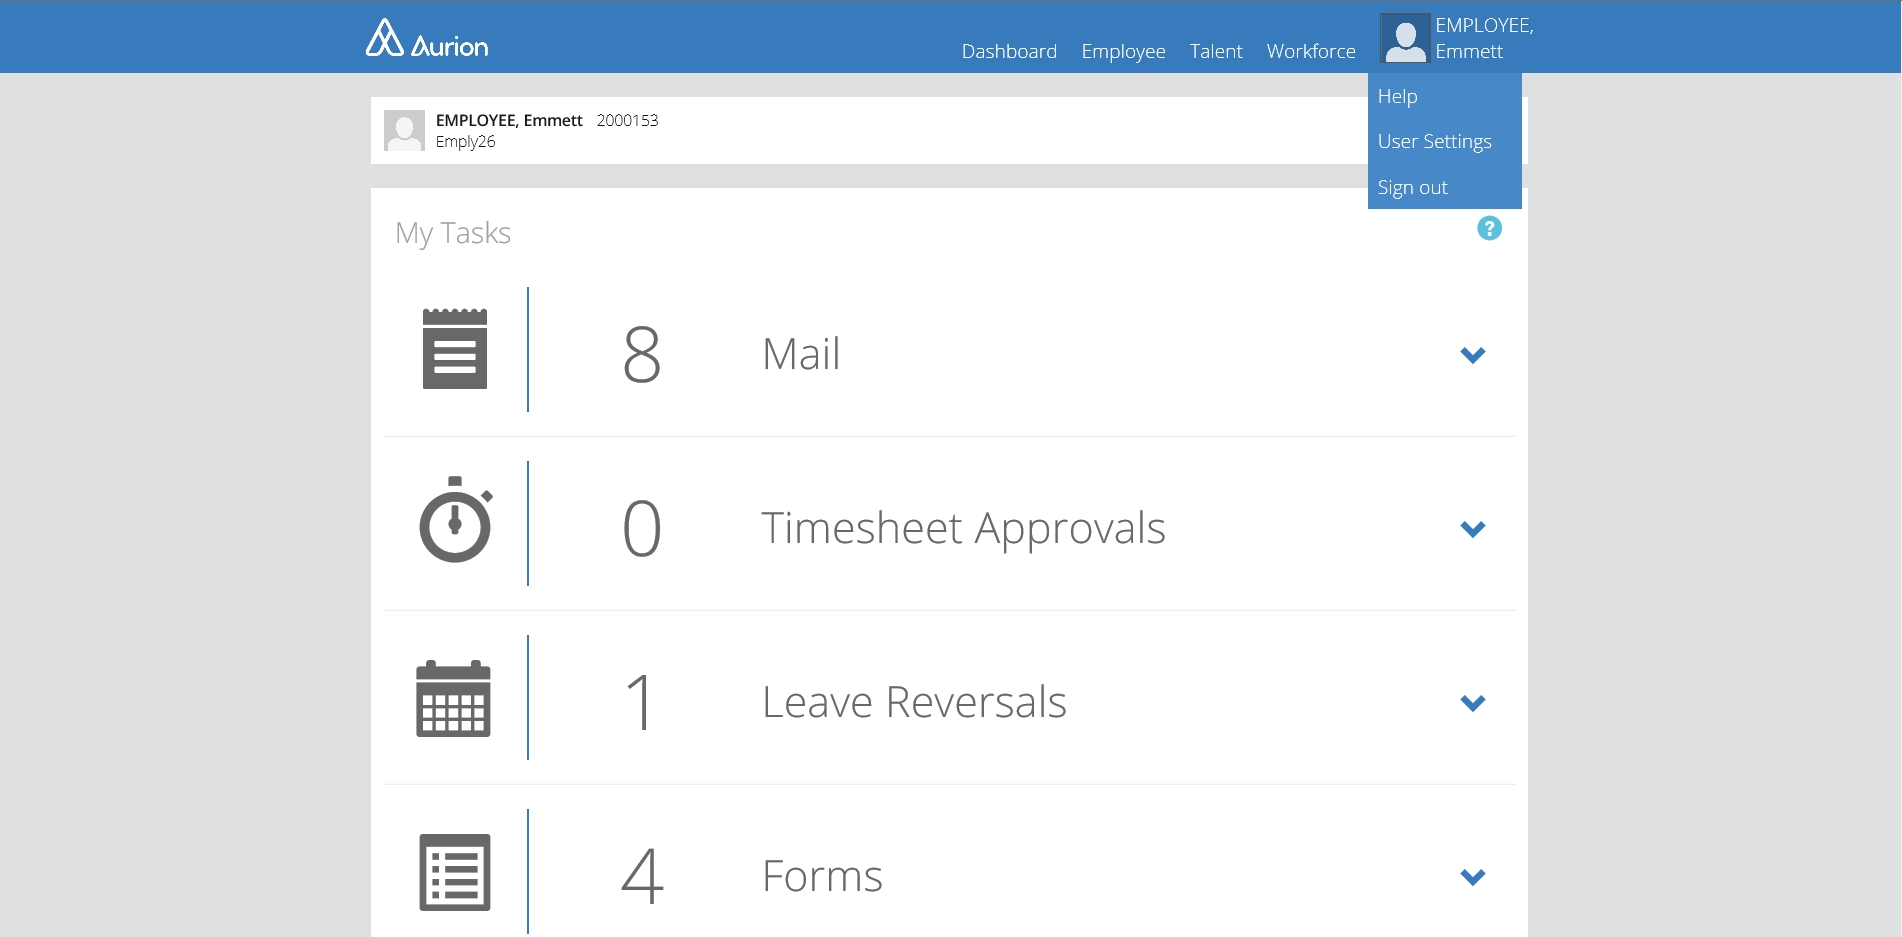 Aurion
Dashboard Employee Talent Workforce
EMPLOYEE,
Emmett
Help
User Settings
Sign out
EMPLOYEE, Emmett 2000153
Emply26
My Tasks
?
8 Mail
0 Timesheet Approvals
1 Leave Reversals
4 Forms